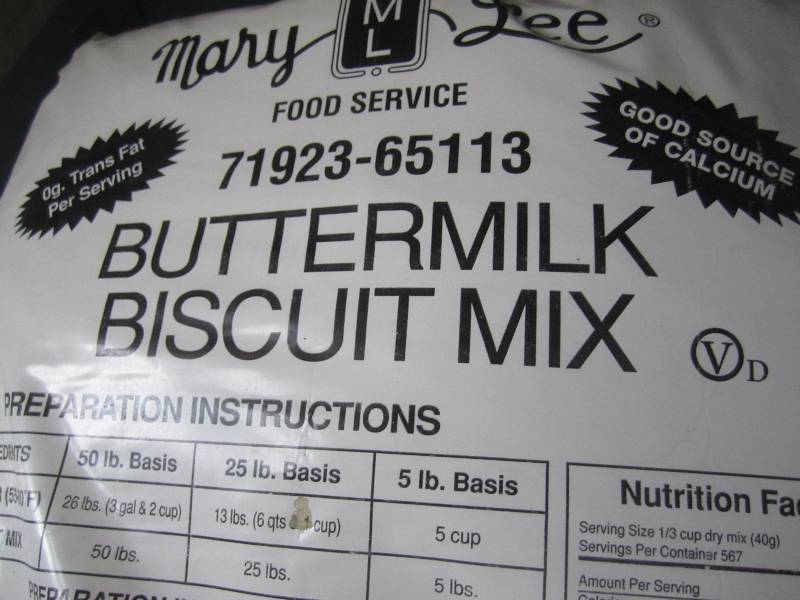 Mary Lee ®
ML
FOOD SERVICE
71923-65113
0g. Trans Fat
Per Serving
GOOD SOURCE
OF CALCIUM
BUTTERMILK
BISCUIT MIX
V D
PREPARATION INSTRUCTIONS
50 lb. Basis 25 lb. Basis 5 lb. Basis
26 lbs. (3 gal & 2 cup) 13 lbs. (6 qts cup) 5 cup
MIX 50 lbs. 25 lbs. 5 lbs.
Nutrition Fac
Serving Size 1/3 cup dry mix (40g)
Servings Per Container 567
Amount Per Serving